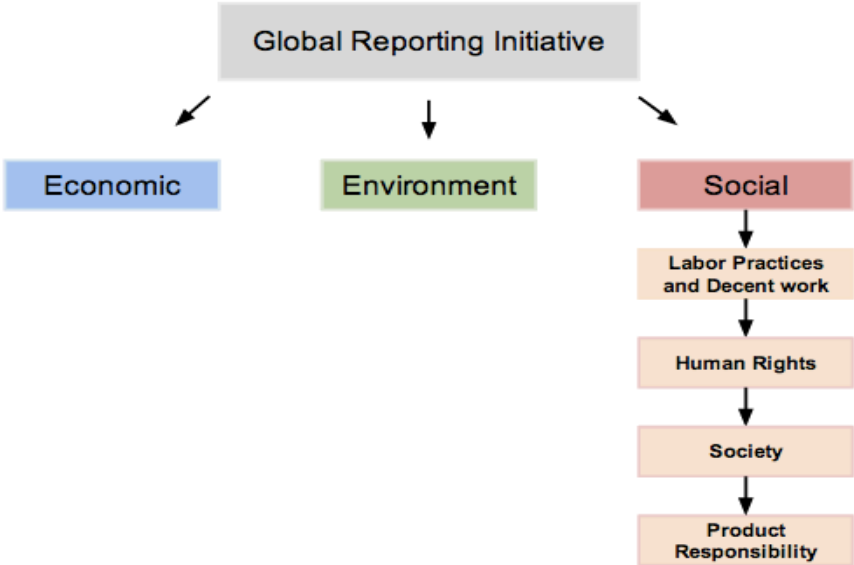 Global Reporting Initiative
Economic
Environment
Social
Labor Practices
and Decent work
Human Rights
Society
Product
Responsibility